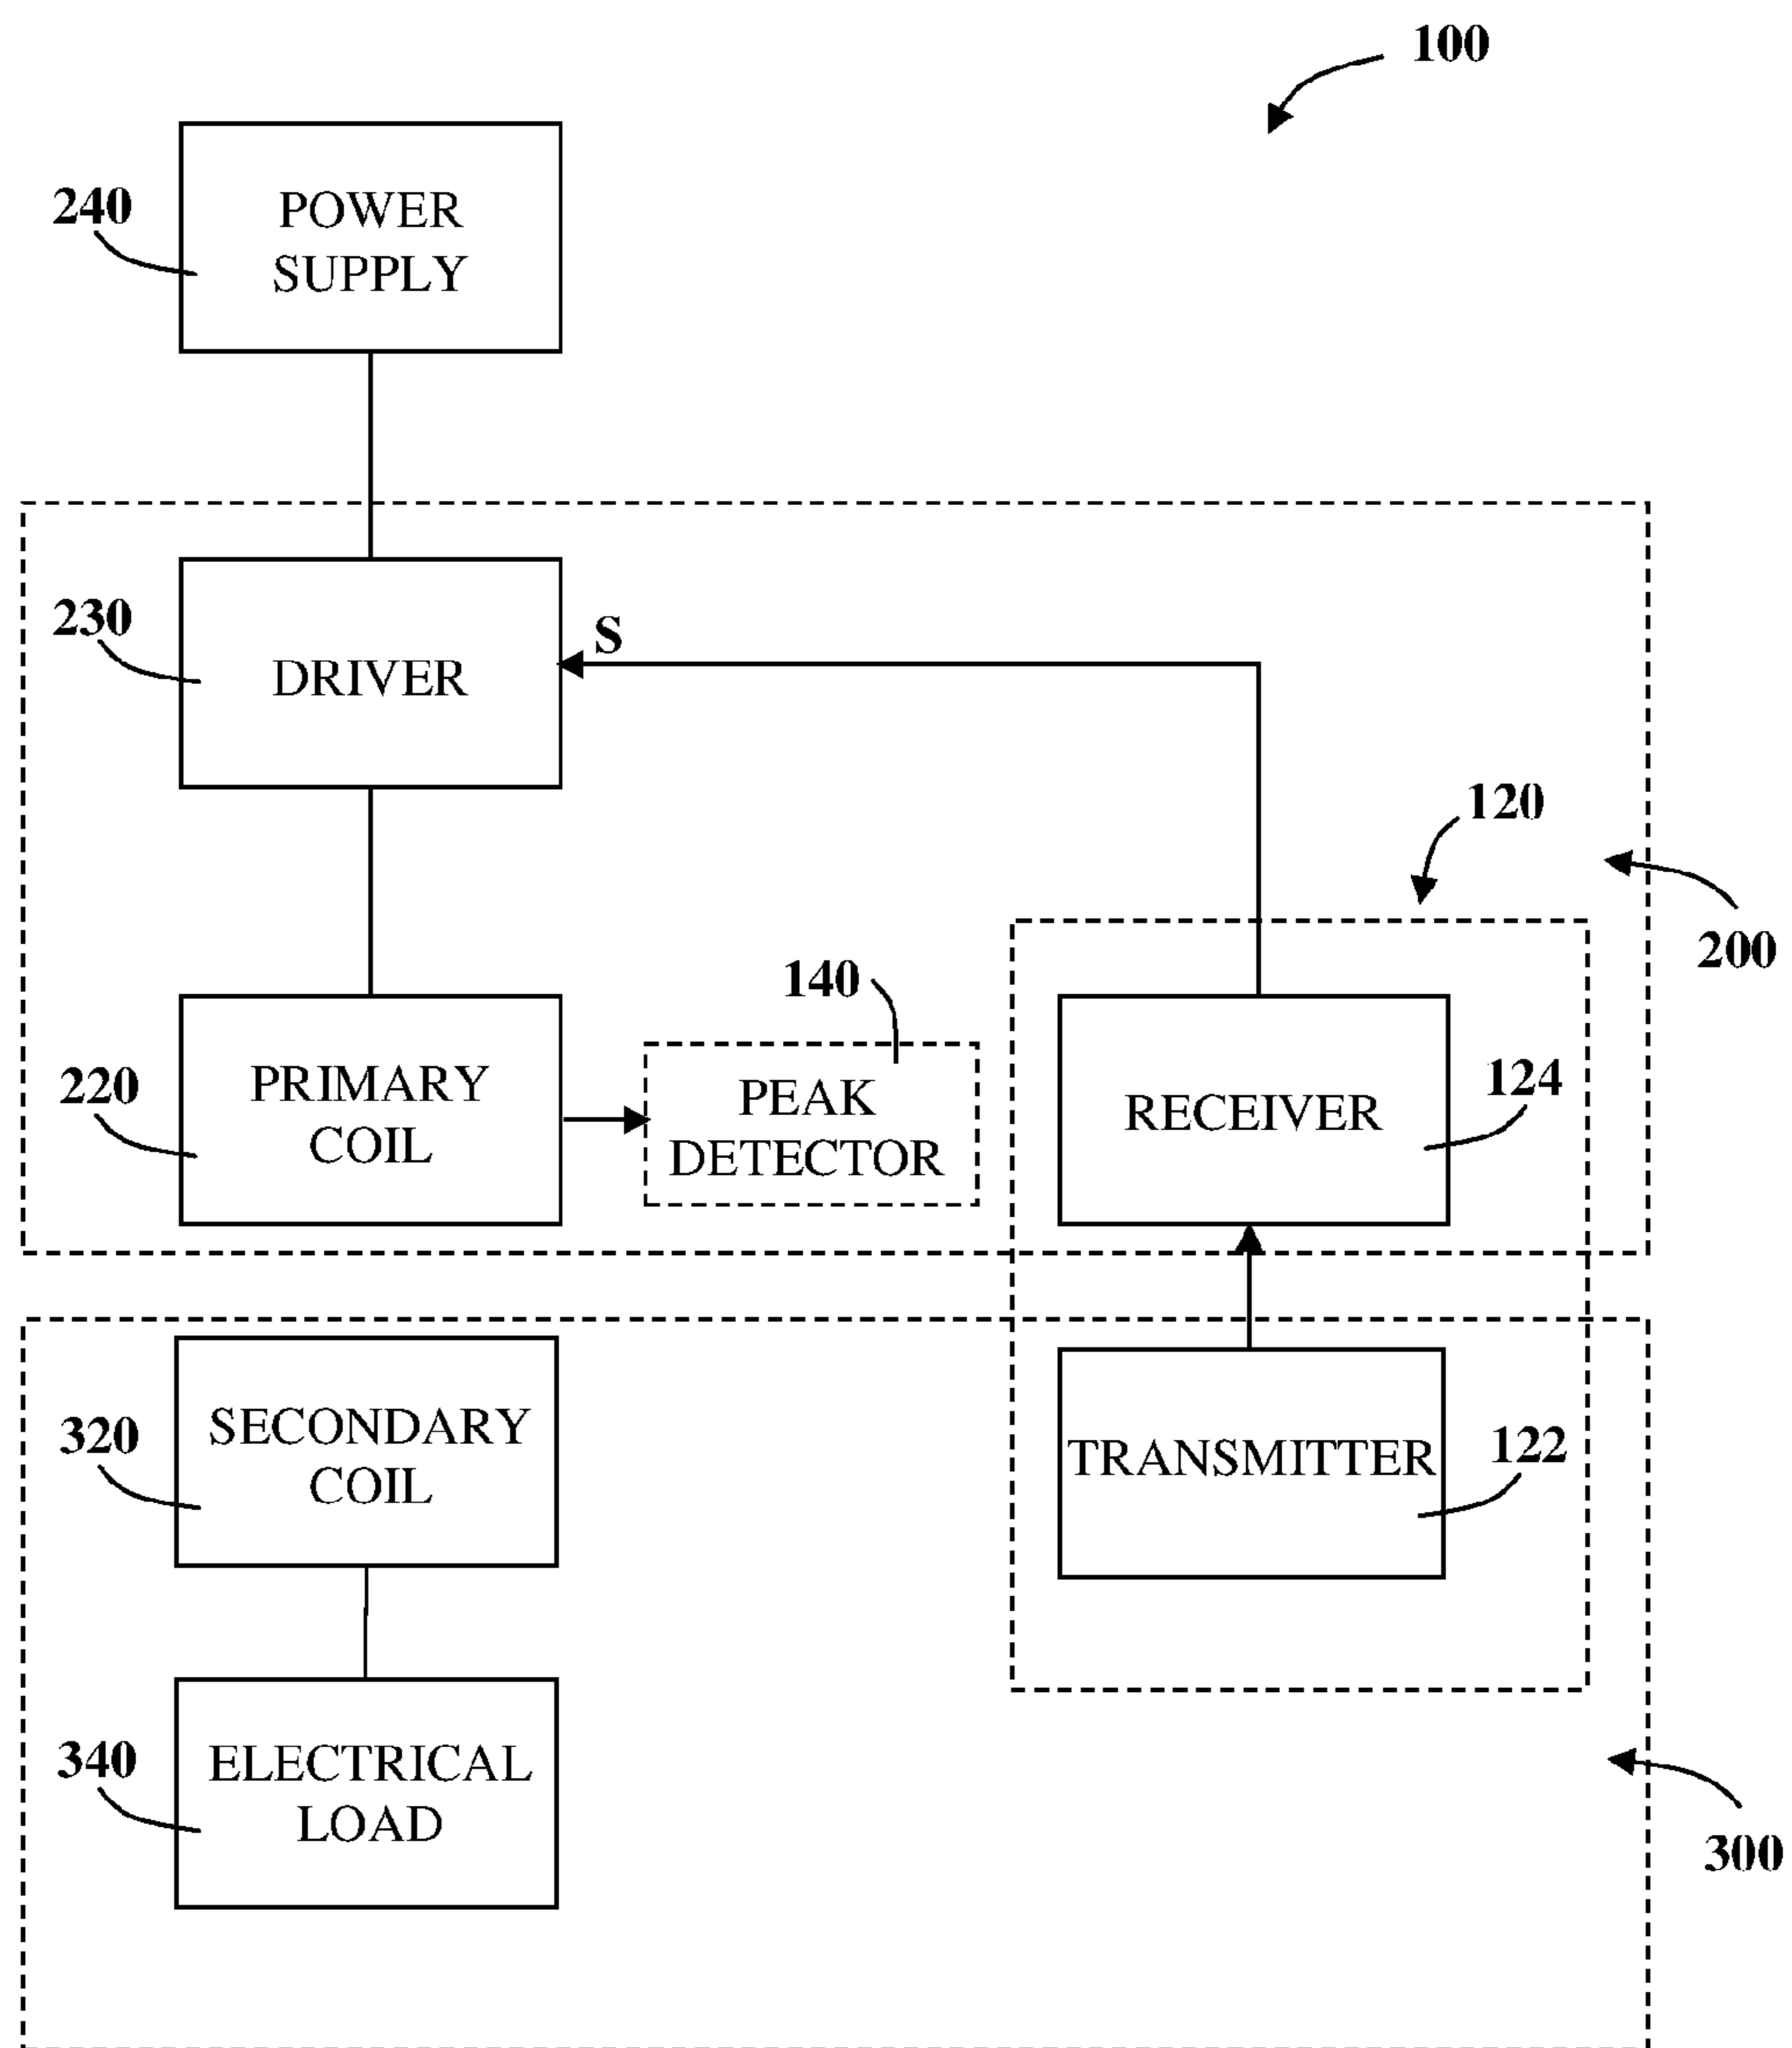 100
240
POWER
SUPPLY
230
DRIVER
S
120
200
140
220
PRIMARY
COIL
PEAK
DETECTOR
RECEIVER
124
320
SECONDARY
COIL
TRANSMITTER
122
340
ELECTRICAL
LOAD
300